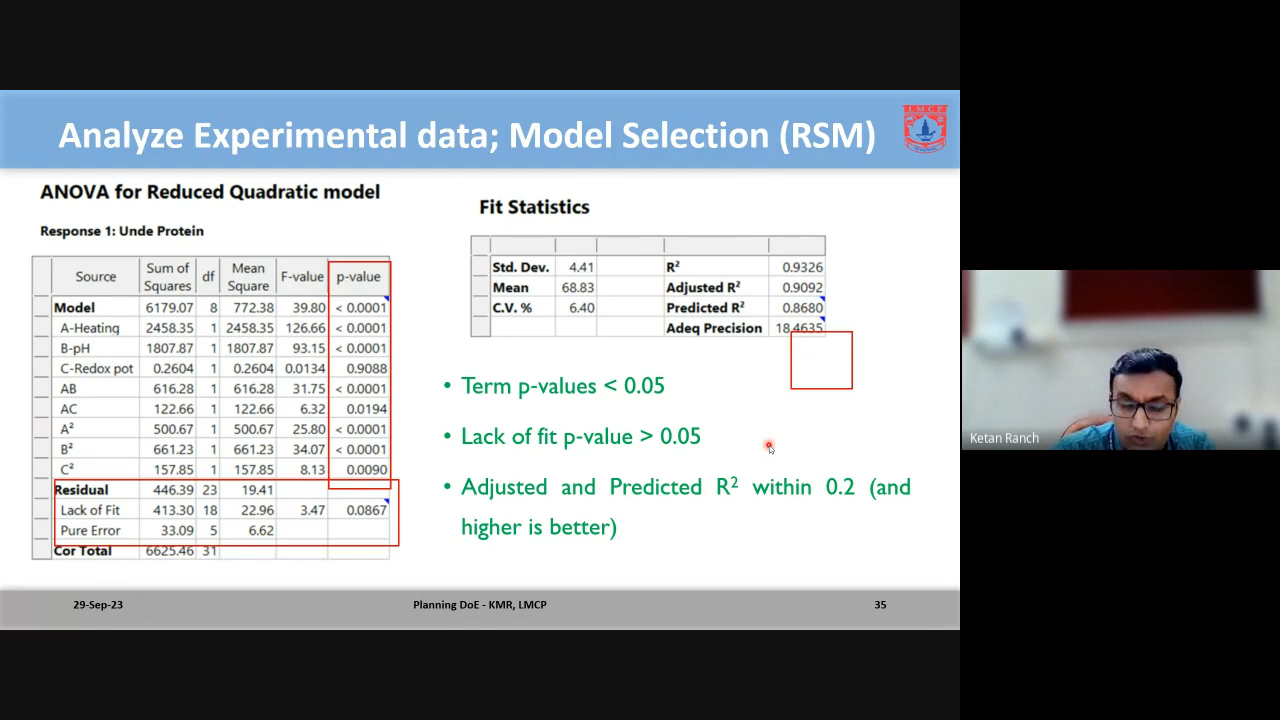 Analyze Experimental data; Model Selection (RSM)
LMCP
ANOVA for Reduced Quadratic model
Response 1: Unde Protein
Source Sum of Squares df Mean Square F-value p-value
Model 6179.07 8 772.38 39.80 < 0.0001
A-Heating 2458.35 1 2458.35 126.66 < 0.0001
B-pH 1807.87 1 1807.87 93.15 < 0.0001
C-Redox pot 0.2604 1 0.2604 0.0134 0.9088
AB 616.28 1 616.28 31.75 < 0.0001
AC 122.66 1 122.66 6.32 0.0194
A² 500.67 1 500.67 25.80 < 0.0001
B² 661.23 1 661.23 34.07 < 0.0001
C² 157.85 1 157.85 8.13 0.0090
Residual 446.39 23 19.41
Lack of Fit 413.30 18 22.96 3.47 0.0867
Pure Error 33.09 5 6.62
Cor Total 6625.46 31
Fit Statistics
Std. Dev. 4.41 R² 0.9326
Mean 68.83 Adjusted R² 0.9092
C.V. % 6.40 Predicted R² 0.8680
Adeq Precision 18.4635
• Term p-values < 0.05
• Lack of fit p-value > 0.05
• Adjusted and Predicted R² within 0.2 (and
higher is better)
29-Sep-23 Planning DoE - KMR, LMCP 35
Ketan Ranch